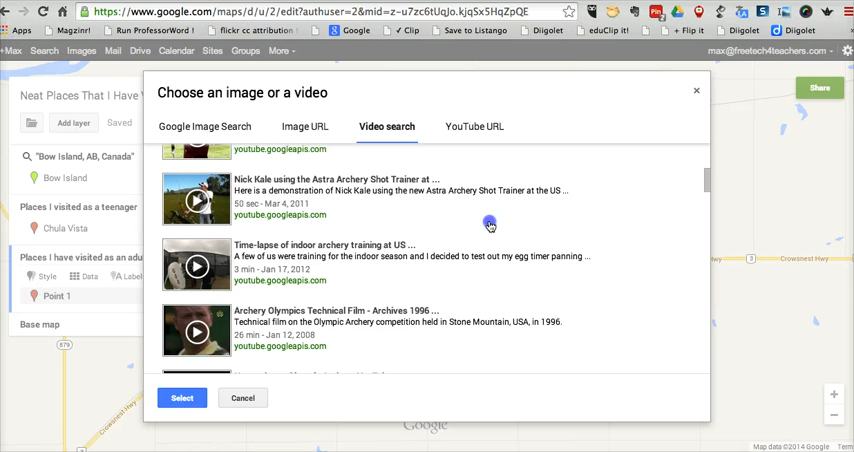 https://www.google.com/maps/d/u/2/edit?authuser=2&mid=z-u7zc6tUqJo.kjqSx5HqZpQE
Apps Magzinr! Run ProfessorWord ! flickr cc attribution Google ✓ Clip Save to Listango Diigolet eduClip it! + Flip it Diigolet Diigolet
+Max Search Images Mail Drive Calendar Sites Groups More max@freetech4teachers.com
Neat Places That I Have V
Add layer Saved
"Bow Island, AB, Canada"
Bow Island
Places I visited as a teenager
Chula Vista
Places I have visited as an adu
Style Data Label
Point 1
Base map
Share
Choose an image or a video
×
Google Image Search Image URL Video search YouTube URL
youtube.googleapis.com
Nick Kale using the Astra Archery Shot Trainer at ...
Here is a demonstration of Nick Kale using the new Astra Archery Shot Trainer at the US ...
50 sec - Mar 4, 2011
youtube.googleapis.com
Time-lapse of indoor archery training at US ...
A few of us were training for the indoor season and I decided to test out my egg timer panning ...
3 min - Jan 17, 2012
youtube.googleapis.com
Archery Olympics Technical Film - Archives 1996 ...
Technical film on the Olympic Archery competition held in Stone Mountain, USA, in 1996.
26 min - Jan 12, 2008
youtube.googleapis.com
Select Cancel
879
3
Crowsnest Hwy
Crowsnest Hwy
Google
+
−
Map data ©2014 Google Term